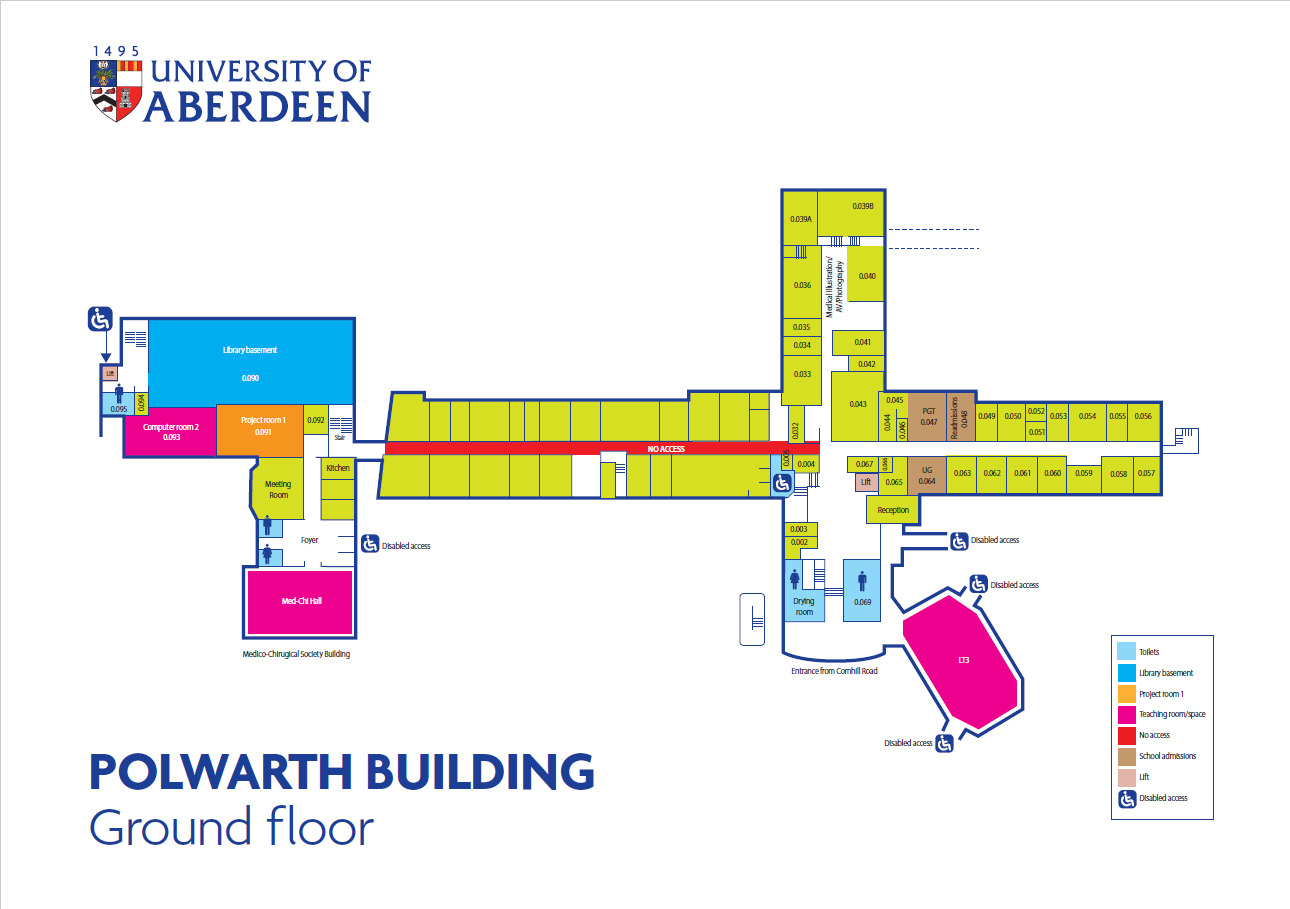 1495
UNIVERSITY OF
ABERDEEN
0.039A
0.039B
0.036
Medical Illustration/
AV/Photography
0.040
0.035
0.034
0.033
0.041
0.042
0.043
0.032
0.045
0.044
0.046
PGT
0.047
Readmissions
0.048
0.049
0.050
0.052
0.051
0.053
0.054
0.055
0.056
Library basement
0.090
Lift
0.095
0.094
Computer room 2
0.093
Project room 1
0.091
0.092
Stair
NO ACCESS
0.005
0.004
0.067
0.066
Lift
0.065
UG
0.064
0.063
0.062
0.061
0.060
0.059
0.058
0.057
Kitchen
Meeting
Room
Reception
0.003
0.002
Foyer
Disabled access
Disabled access
Disabled access
Med-Chi Hall
Drying
room
0.069
Medico-Chirugical Society Building
Entrance from Cornhill Road
LT3
Disabled access
Toilets
Library basement
Project room 1
Teaching room/space
No access
School admissions
Lift
Disabled access
POLWARTH BUILDING
Ground floor